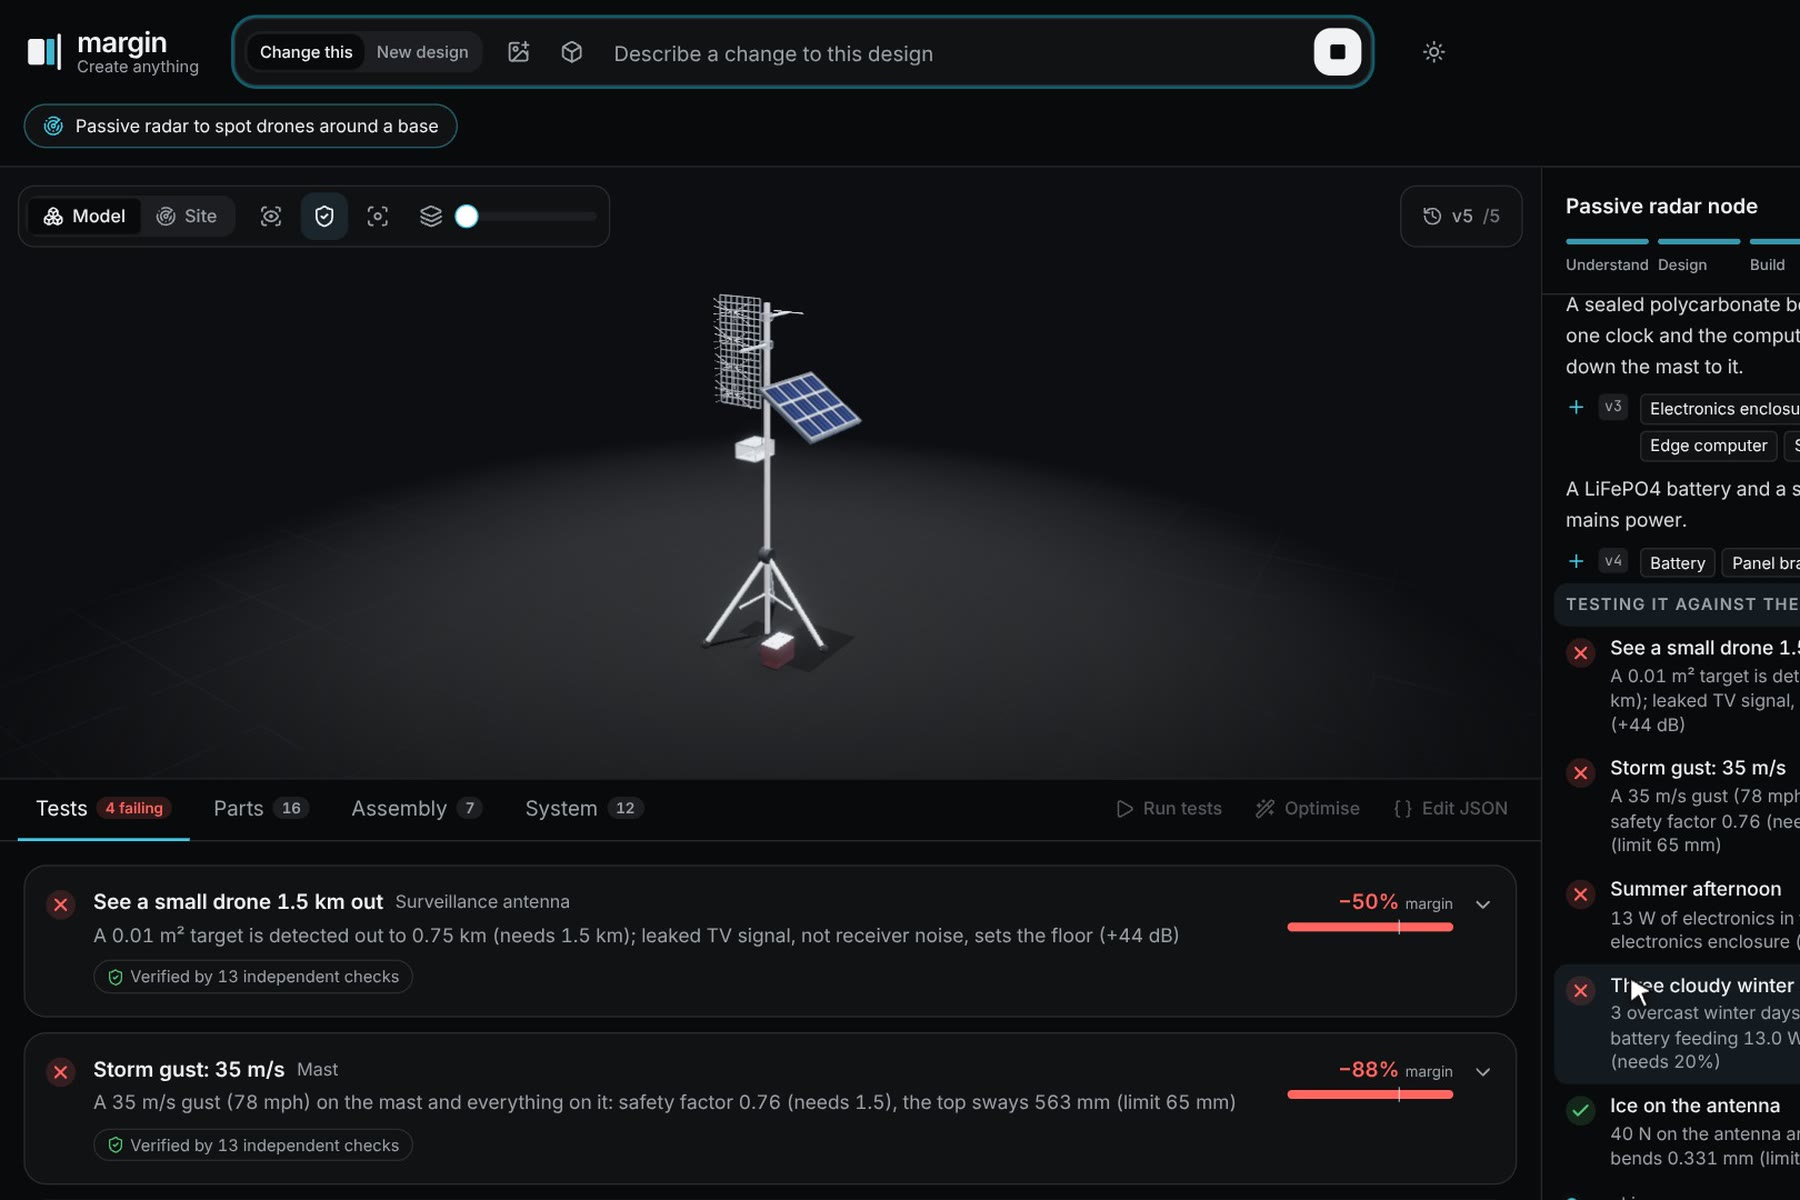 margin
Create anything
Change this
New design
Describe a change to this design
Passive radar to spot drones around a base
Model
Site
v5 /5
Passive radar node
Understand
Design
Build
A sealed polycarbonate
one clock and the
down the mast to it.
v3
Electronics
Edge computer
A LiFePO4 battery and a
mains power.
v4
Battery
Panel
TESTING IT AGAINST THE
See a small drone
A 0.01 m² target is
km); leaked TV signal,
(+44 dB)
Storm gust: 35 m/s
A 35 m/s gust (78
safety factor 0.76
(limit 65 mm)
Summer afternoon
13 W of electronics in
electronics enclosure
Three cloudy winter
3 overcast winter days
battery feeding 13.0 W
(needs 20%)
Ice on the antenna
40 N on the antenna
bends 0.331 mm
Tests
4 failing
Parts
16
Assembly
7
System
12
Run tests
Optimise
{ } Edit JSON
See a small drone 1.5 km out Surveillance antenna
−50% margin
A 0.01 m² target is detected out to 0.75 km (needs 1.5 km); leaked TV signal, not receiver noise, sets the floor (+44 dB)
Verified by 13 independent checks
Storm gust: 35 m/s Mast
−88% margin
A 35 m/s gust (78 mph) on the mast and everything on it: safety factor 0.76 (needs 1.5), the top sways 563 mm (limit 65 mm)
Verified by 13 independent checks